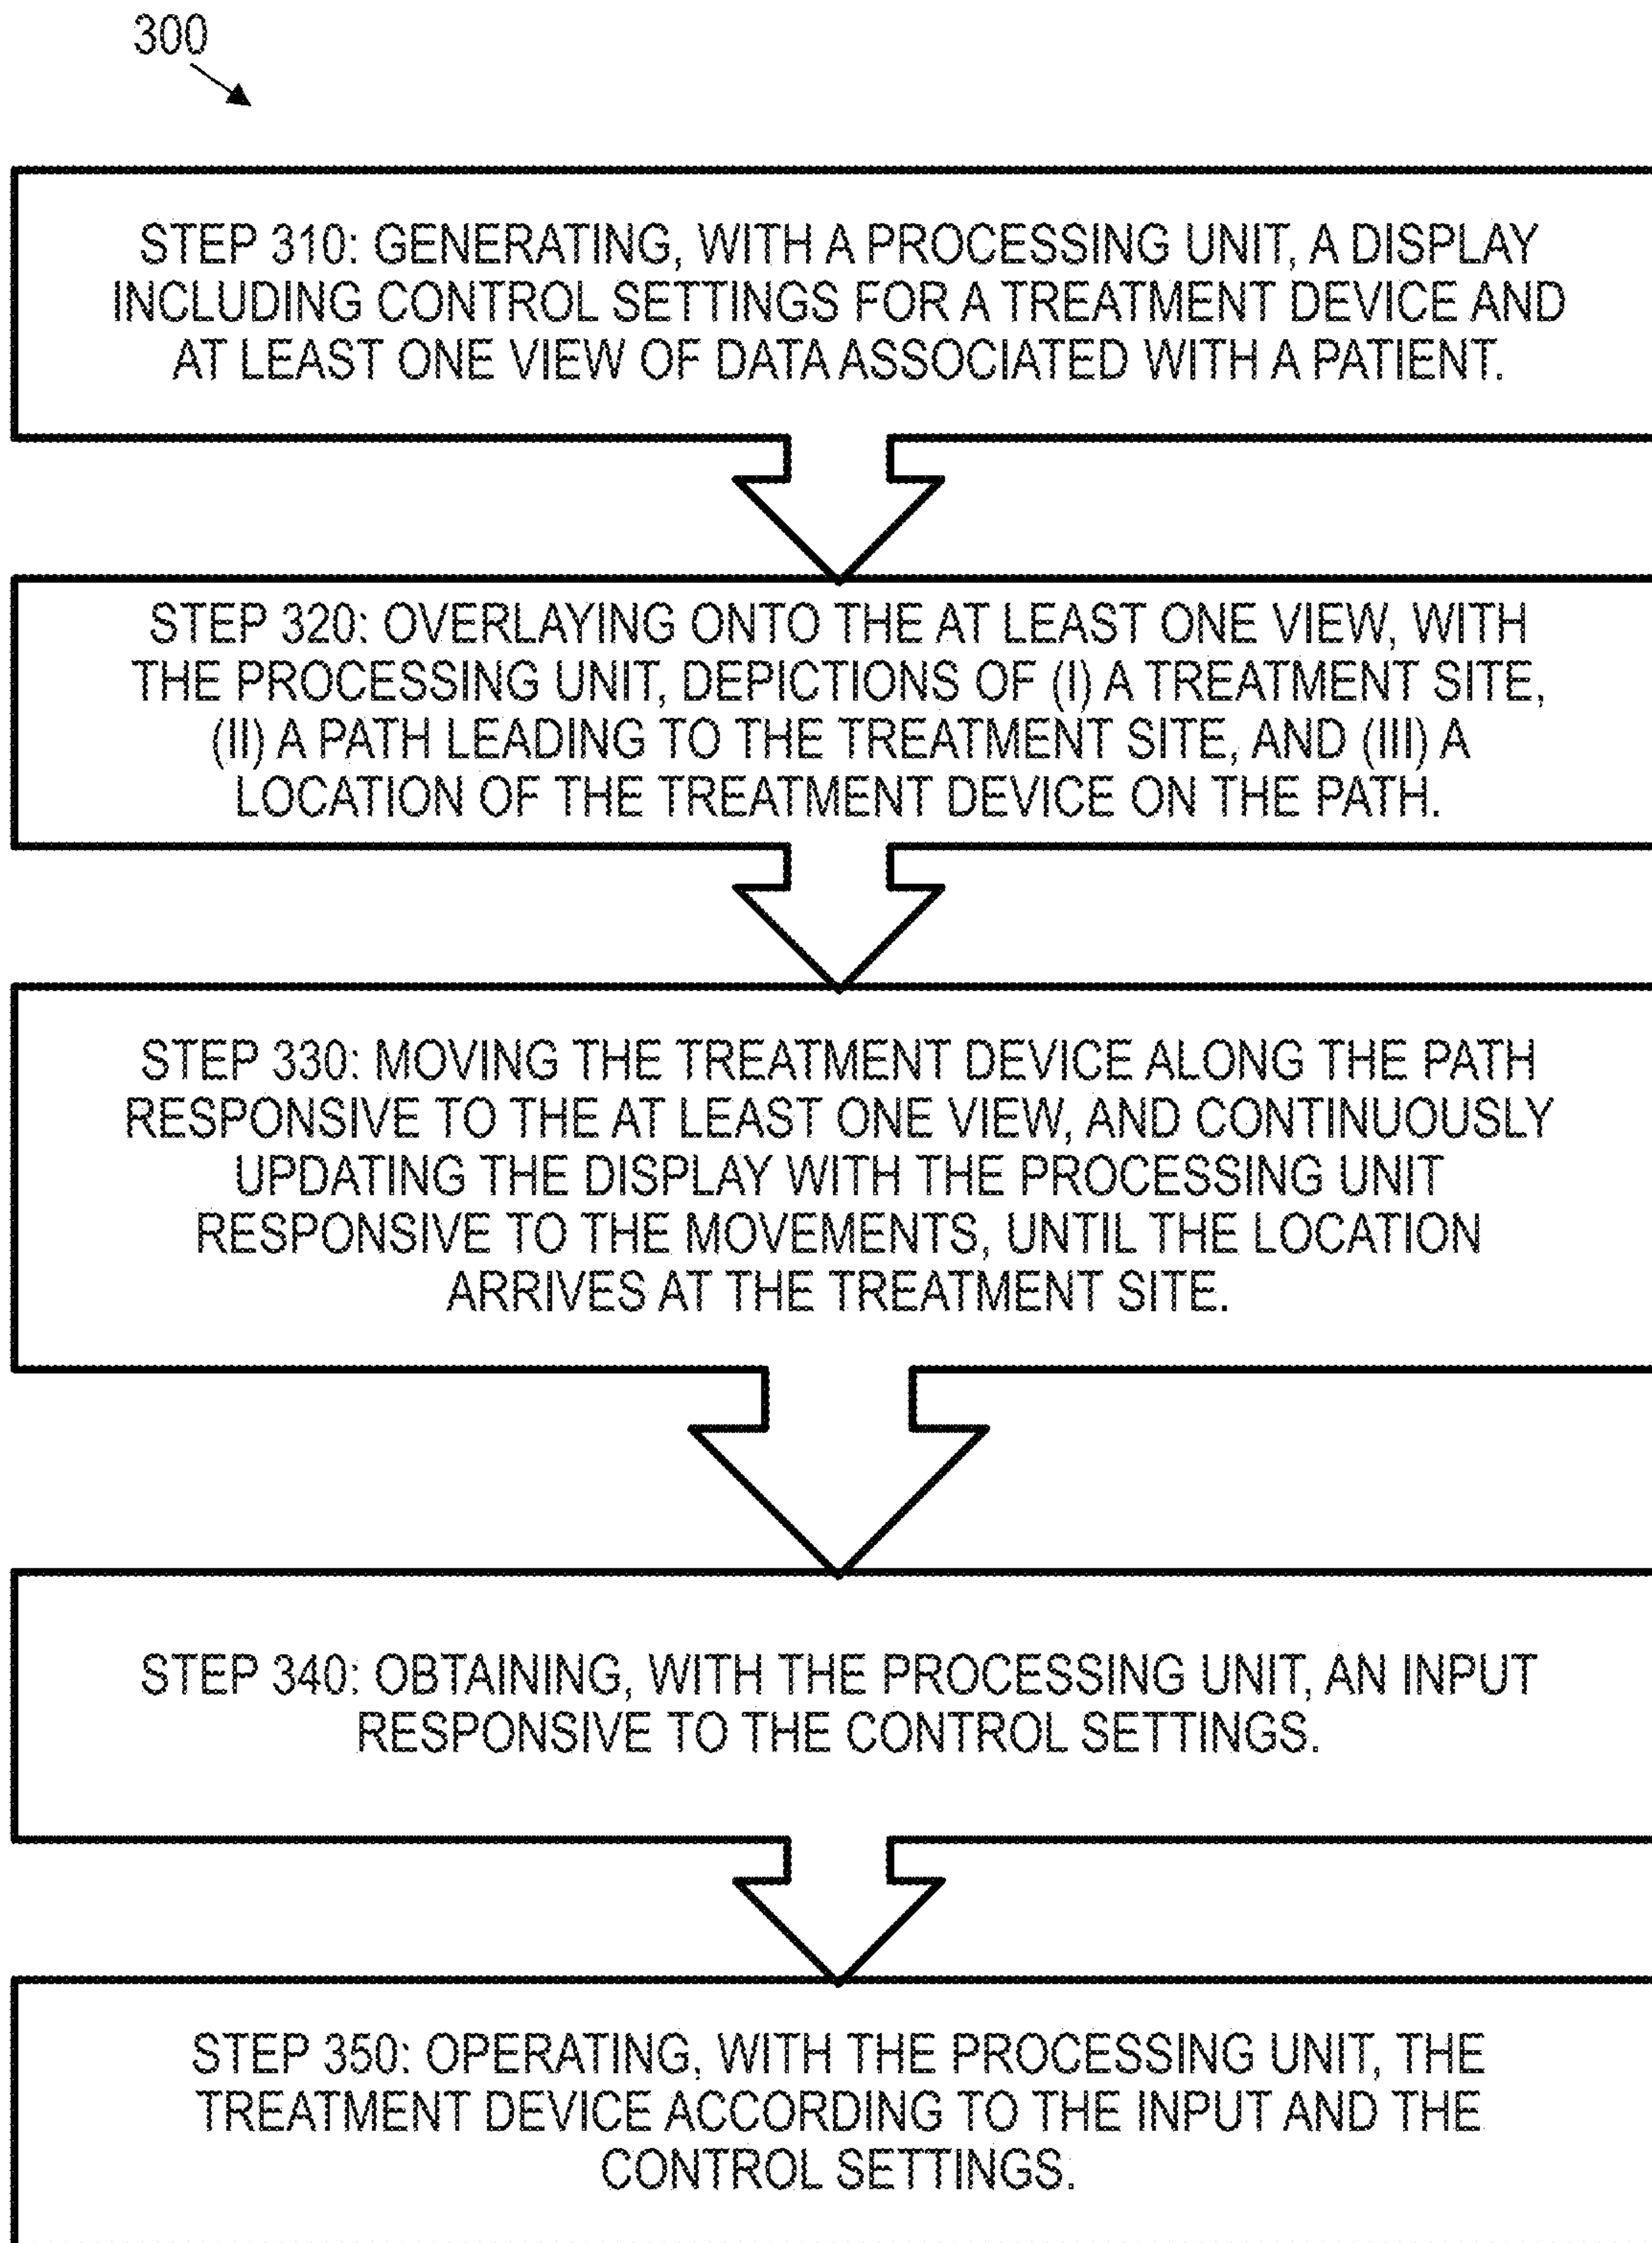 300
STEP 310: GENERATING, WITH A PROCESSING UNIT, A DISPLAY
INCLUDING CONTROL SETTINGS FOR A TREATMENT DEVICE AND
AT LEAST ONE VIEW OF DATA ASSOCIATED WITH A PATIENT.
STEP 320: OVERLAYING ONTO THE AT LEAST ONE VIEW, WITH
THE PROCESSING UNIT, DEPICTIONS OF (I) A TREATMENT SITE,
(II) A PATH LEADING TO THE TREATMENT SITE, AND (III) A
LOCATION OF THE TREATMENT DEVICE ON THE PATH.
STEP 330: MOVING THE TREATMENT DEVICE ALONG THE PATH
RESPONSIVE TO THE AT LEAST ONE VIEW, AND CONTINUOUSLY
UPDATING THE DISPLAY WITH THE PROCESSING UNIT
RESPONSIVE TO THE MOVEMENTS, UNTIL THE LOCATION
ARRIVES AT THE TREATMENT SITE.
STEP 340: OBTAINING, WITH THE PROCESSING UNIT, AN INPUT
RESPONSIVE TO THE CONTROL SETTINGS.
STEP 350: OPERATING, WITH THE PROCESSING UNIT, THE
TREATMENT DEVICE ACCORDING TO THE INPUT AND THE
CONTROL SETTINGS.